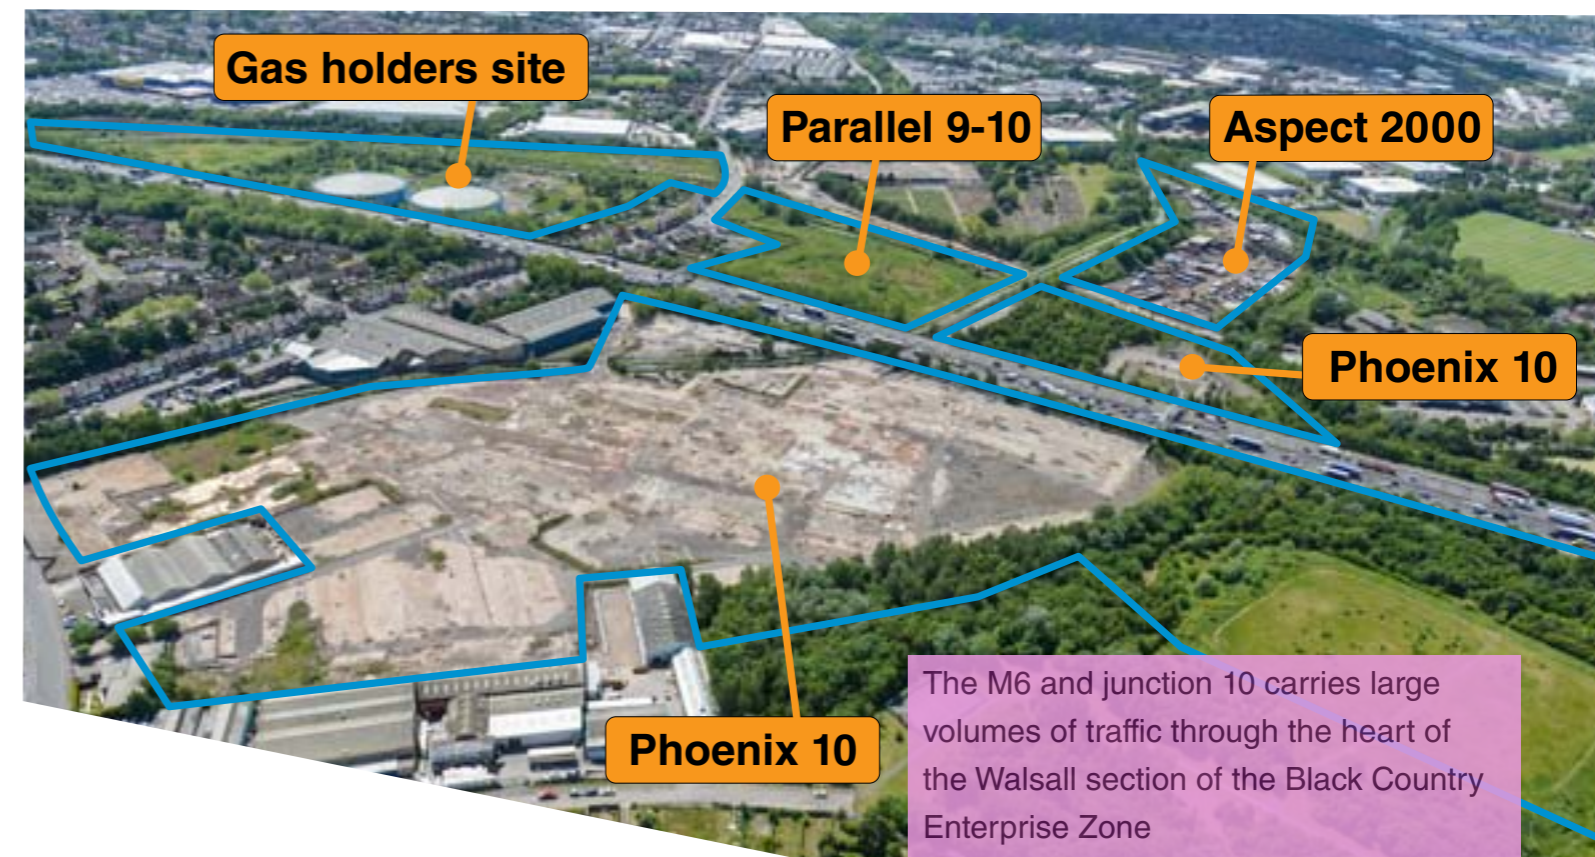 Gas holders site
Parallel 9-10
Aspect 2000
Phoenix 10
Phoenix 10
The M6 and junction 10 carries large
volumes of traffic through the heart of
the Walsall section of the Black Country
Enterprise Zone